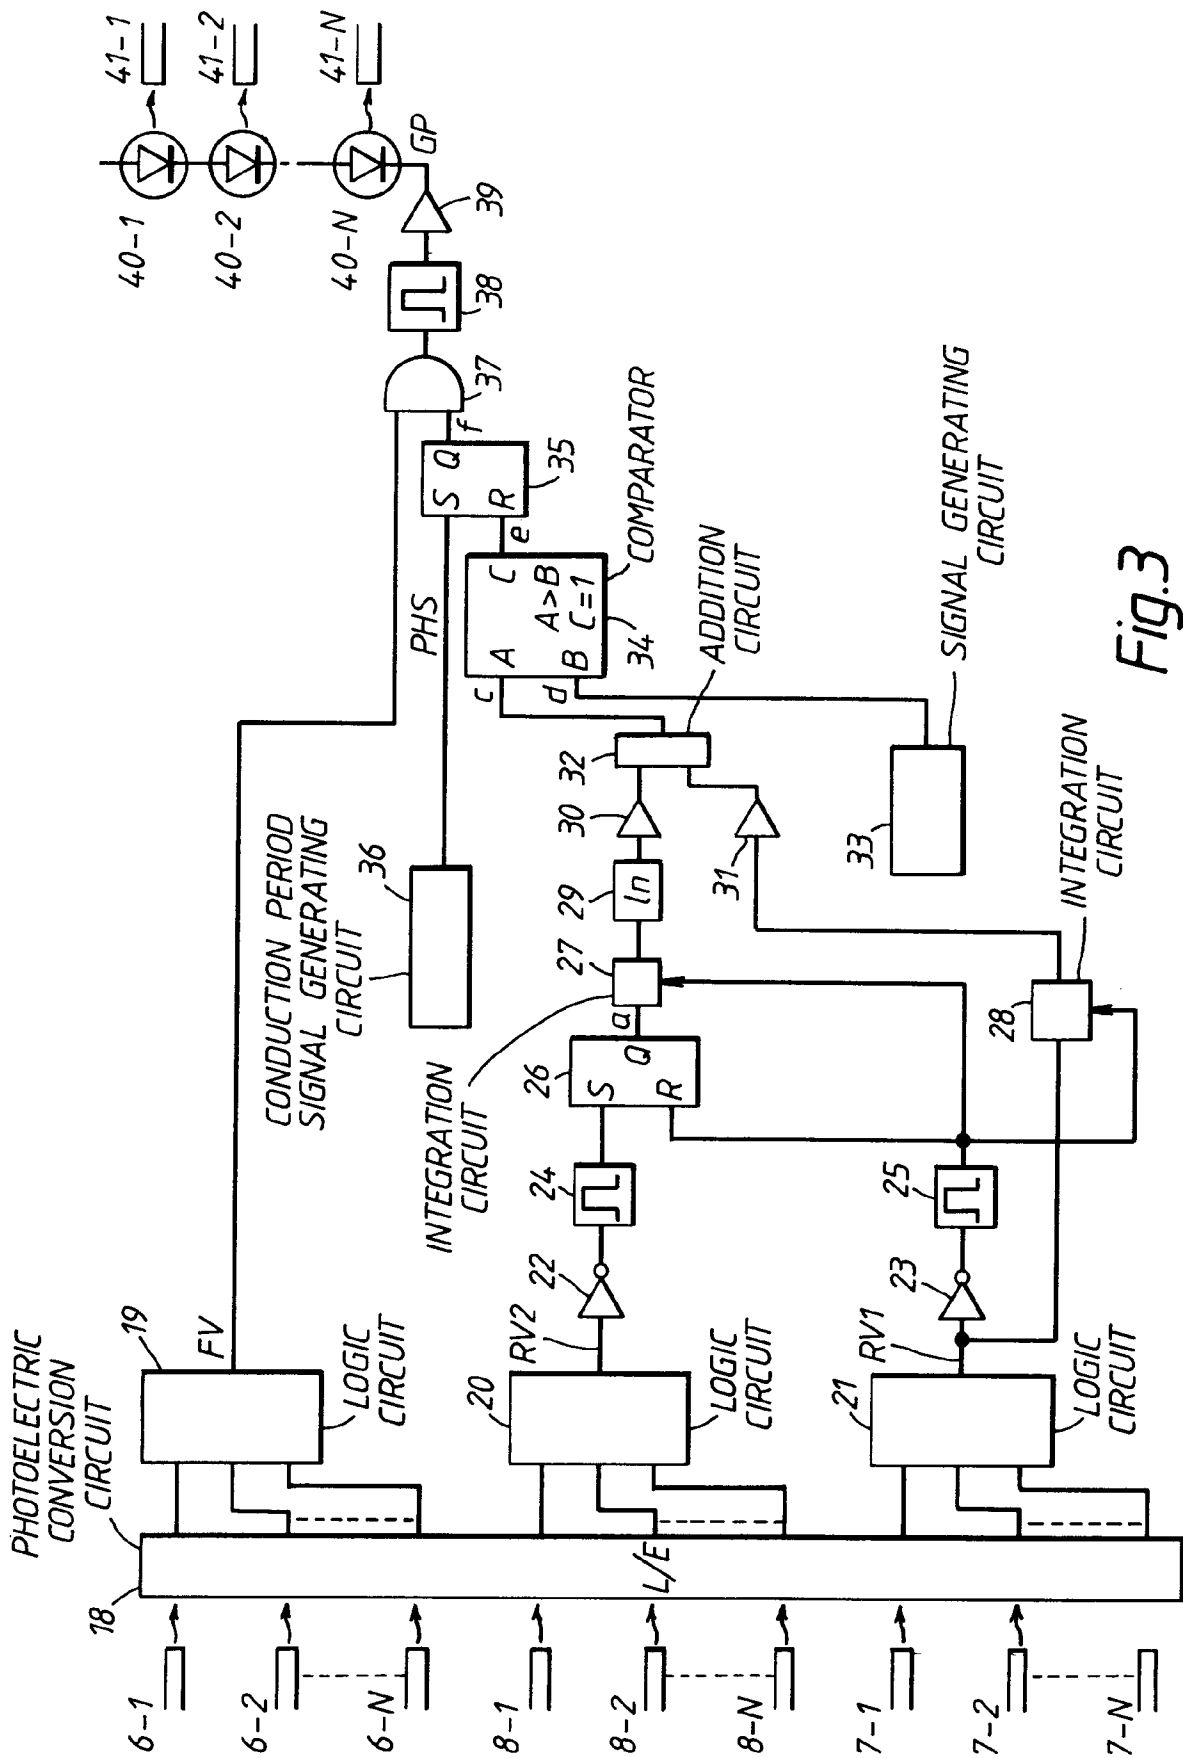 PHOTOELECTRIC
CONVERSION
CIRCUIT
18
L/E
6-1
6-2
6-N
8-1
8-2
8-N
7-1
7-2
7-N
19
FV
LOGIC
CIRCUIT
20
RV2
LOGIC
CIRCUIT
21
RV1
LOGIC
CIRCUIT
22
23
24
25
INTEGRATION
CIRCUIT
26
S
R
Q
a
27
28
INTEGRATION
CIRCUIT
29
ln
30
31
32
ADDITION
CIRCUIT
33
SIGNAL GENERATING
CIRCUIT
CONDUCTION PERIOD
SIGNAL GENERATING
CIRCUIT
36
PHS
c
d
A
B
C
A>B
C=1
34
COMPARATOR
e
S
R
Q
35
f
37
38
39
GP
40-1
40-2
40-N
41-1
41-2
41-N
Fig.3